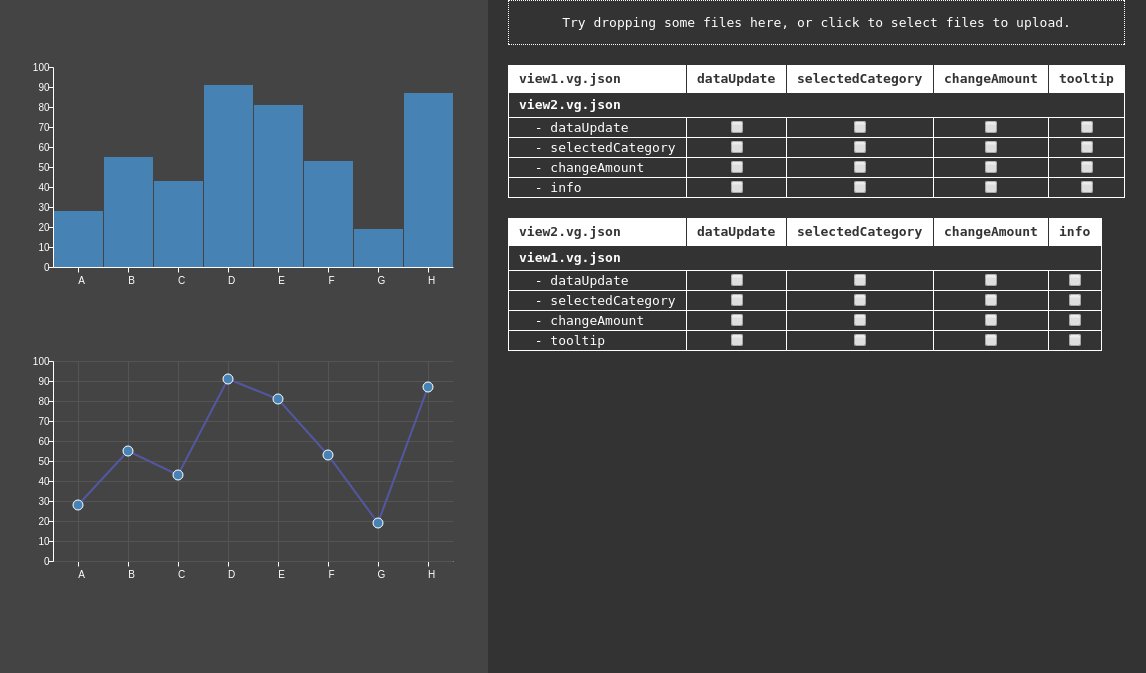 100
90
80
70
60
50
40
30
20
10
0
A B C D E F G H
100
90
80
70
60
50
40
30
20
10
0
A B C D E F G H
Try dropping some files here, or click to select files to upload.
view1.vg.json dataUpdate selectedCategory changeAmount tooltip
view2.vg.json
- dataUpdate
- selectedCategory
- changeAmount
- info
view2.vg.json dataUpdate selectedCategory changeAmount info
view1.vg.json
- dataUpdate
- selectedCategory
- changeAmount
- tooltip